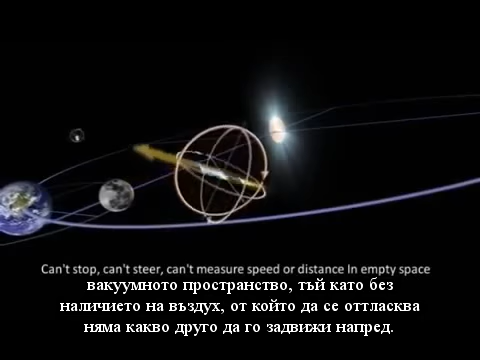 Can't stop, can't steer, can't measure speed or distance In empty space
вакуумното пространство, тъй като без
наличието на въздух, от който да се оттласква
няма какво друго да го задвижи напред.